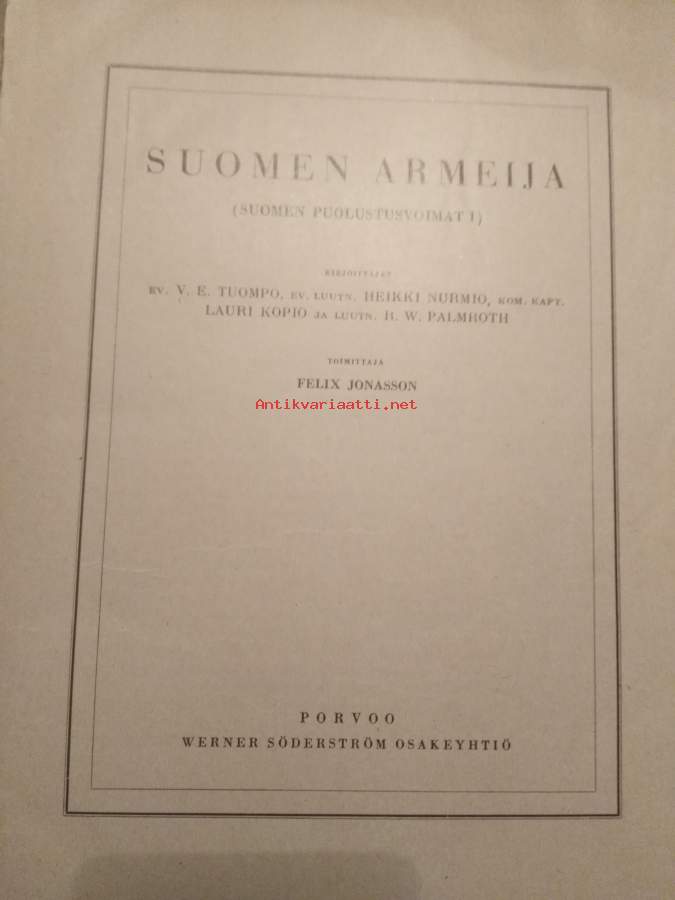 SUOMEN ARMEIJA
(SUOMEN PUOLUSTUSVOIMAT I)
KIRJOITTAJAT
EV. V. E. TUOMPO, EV. LUUTN. HEIKKI NURMIO, KOM. KAPT.
LAURI KOPIO JA LUUTN. R. W. PALMROTH
TOIMITTAJA
FELIX JONASSON
Antikvariaatti.net
PORVOO
WERNER SÖDERSTRÖM OSAKEYHTIÖ